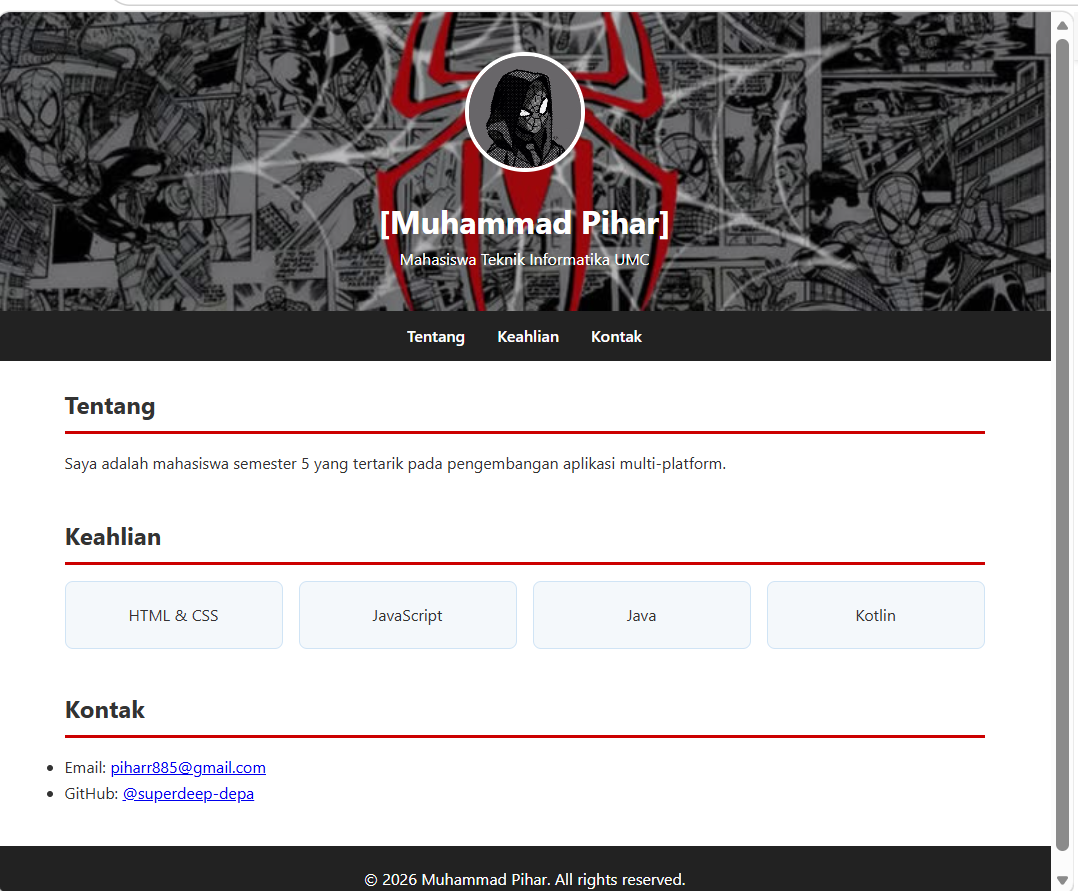 [Muhammad Pihar]
Mahasiswa Teknik Informatika UMC
Tentang Keahlian Kontak
Tentang
Saya adalah mahasiswa semester 5 yang tertarik pada pengembangan aplikasi multi-platform.
Keahlian
HTML & CSS JavaScript Java Kotlin
Kontak
Email: piharr885@gmail.com
GitHub: @superdeep-depa
© 2026 Muhammad Pihar. All rights reserved.